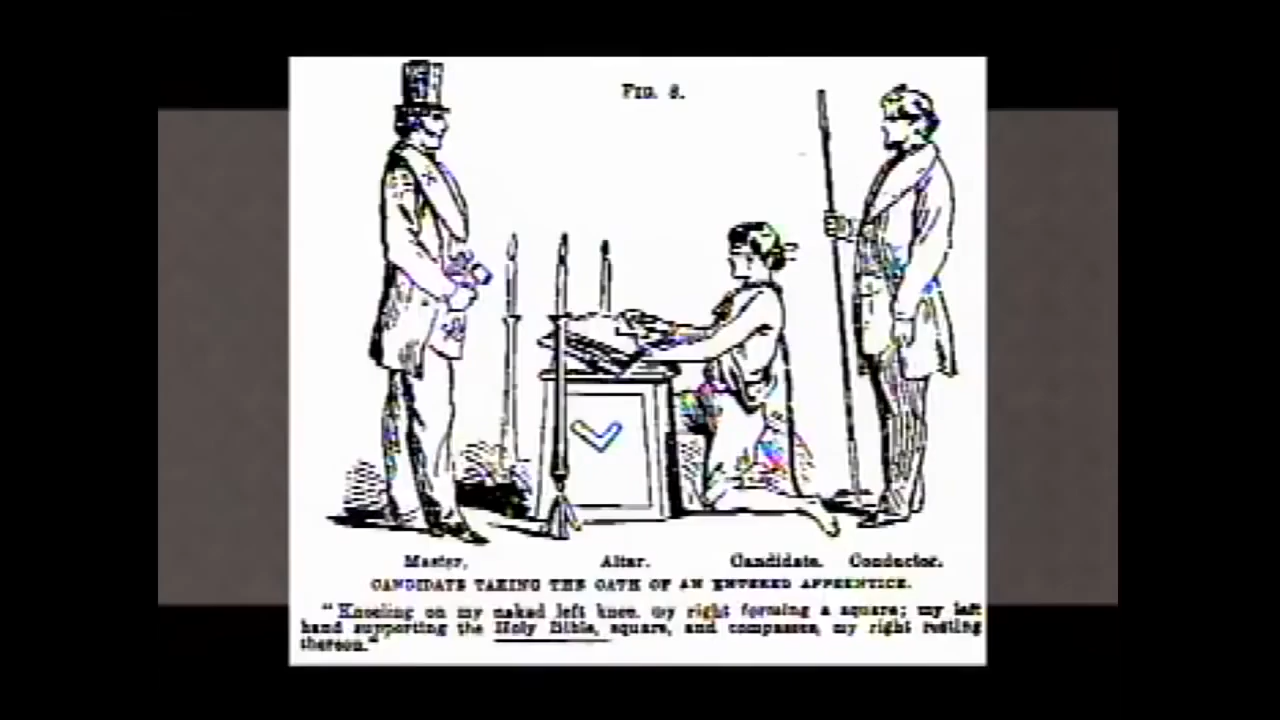 FIG. 8.
Master, Altar. Candidate. Conductor.
CANDIDATE TAKING THE OATH OF AN ENTERED APPRENTICE.
"Kneeling on my naked left knee, my right forming a square; my left
hand supporting the Holy Bible, square, and compasses, my right resting
thereon."